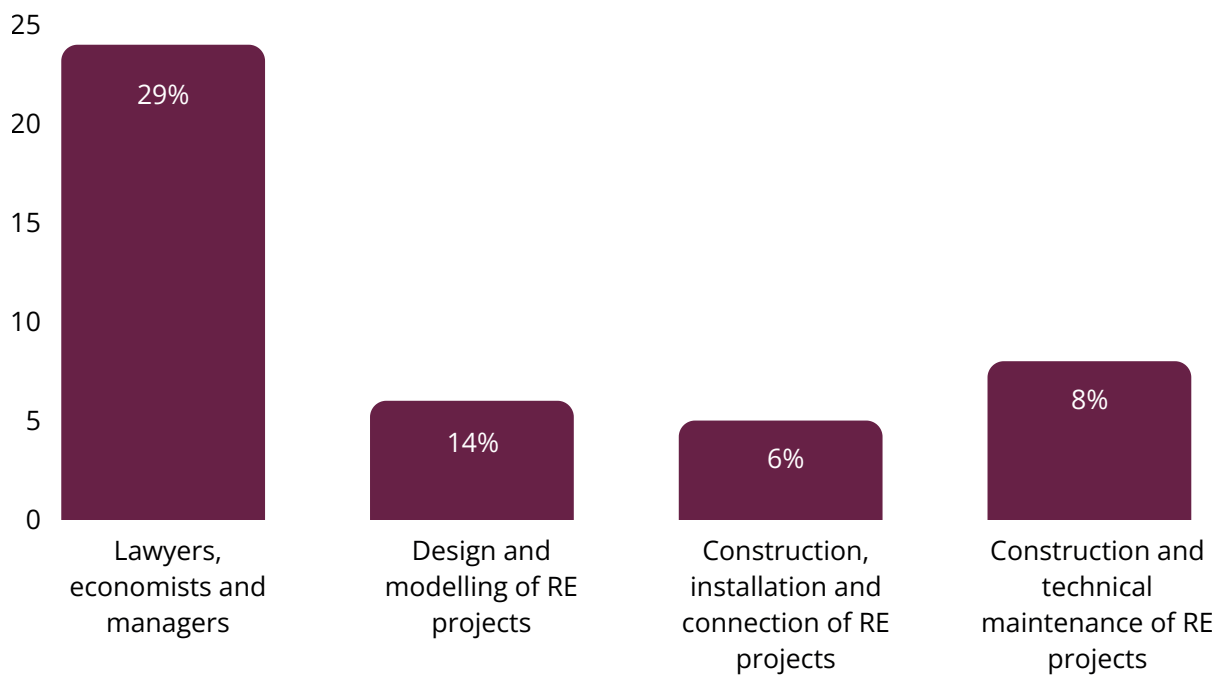 25
20
15
10
5
0
29%
14%
6%
8%
Lawyers,
economists and
managers
Design and
modelling of RE
projects
Construction,
installation and
connection of RE
projects
Construction and
technical
maintenance of RE
projects